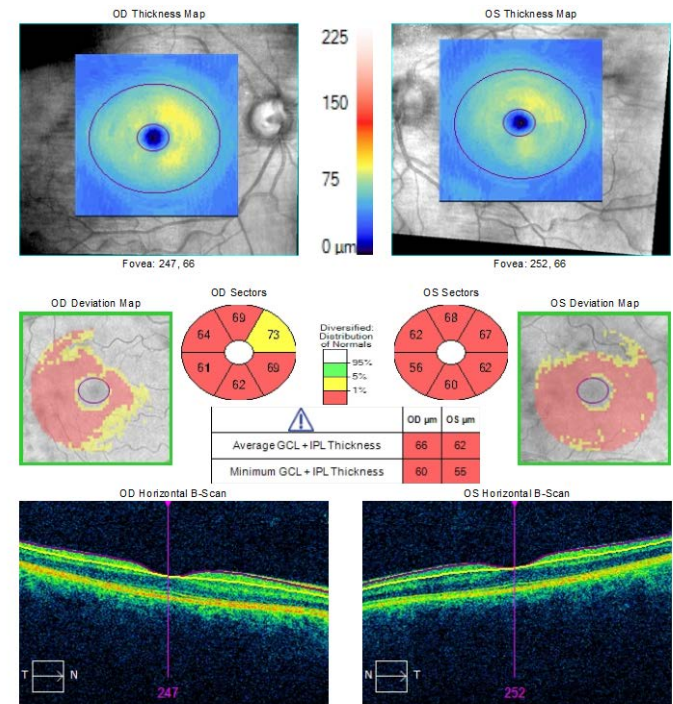 OD Thickness Map
OS Thickness Map
225
150
75
0 µm
Fovea: 247, 66
Fovea: 252, 66
OD Deviation Map
OD Sectors
OS Sectors
OS Deviation Map
69
64
73
61
69
62
Diversified:
Distribution
of Normals
95%
5%
1%
68
62
67
56
62
60
OD µm OS µm
Average GCL + IPL Thickness 66 62
Minimum GCL + IPL Thickness 60 55
OD Horizontal B-Scan
OS Horizontal B-Scan
T N
247
N T
252